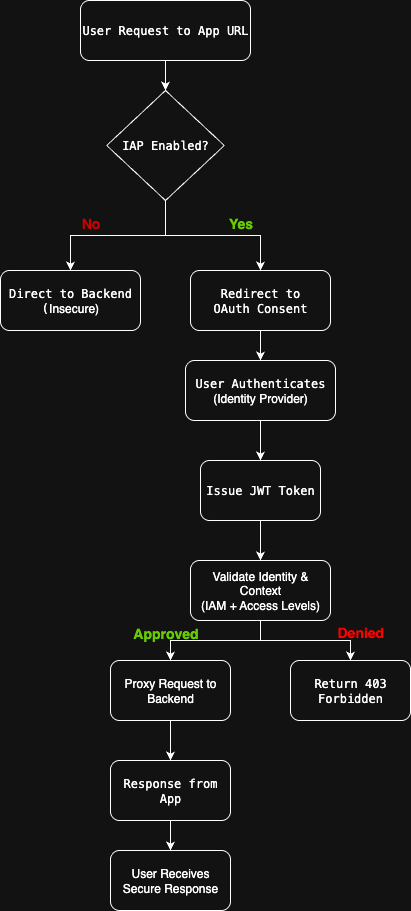 User Request to App URL
IAP Enabled?
No
Yes
Direct to Backend
(Insecure)
Redirect to
OAuth Consent
User Authenticates
(Identity Provider)
Issue JWT Token
Validate Identity &
Context
(IAM + Access Levels)
Approved
Denied
Proxy Request to
Backend
Return 403
Forbidden
Response from
App
User Receives
Secure Response